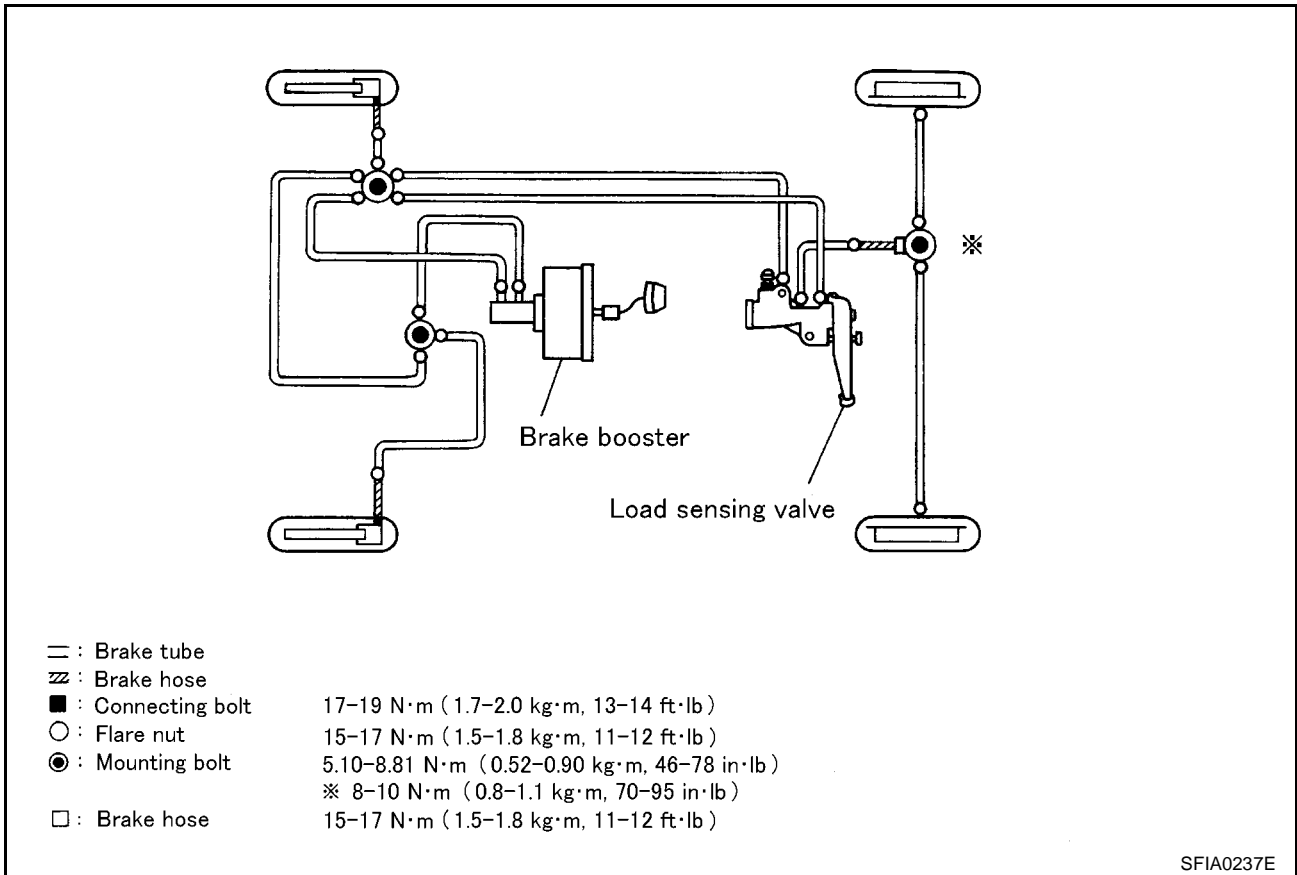 Brake booster
Load sensing valve
※
: Brake tube
: Brake hose
: Connecting bolt 17-19 N·m (1.7-2.0 kg·m, 13-14 ft·lb)
: Flare nut 15-17 N·m (1.5-1.8 kg·m, 11-12 ft·lb)
: Mounting bolt 5.10-8.81 N·m (0.52-0.90 kg·m, 46-78 in·lb)
※ 8-10 N·m (0.8-1.1 kg·m, 70-95 in·lb)
: Brake hose 15-17 N·m (1.5-1.8 kg·m, 11-12 ft·lb)
SFIA0237E